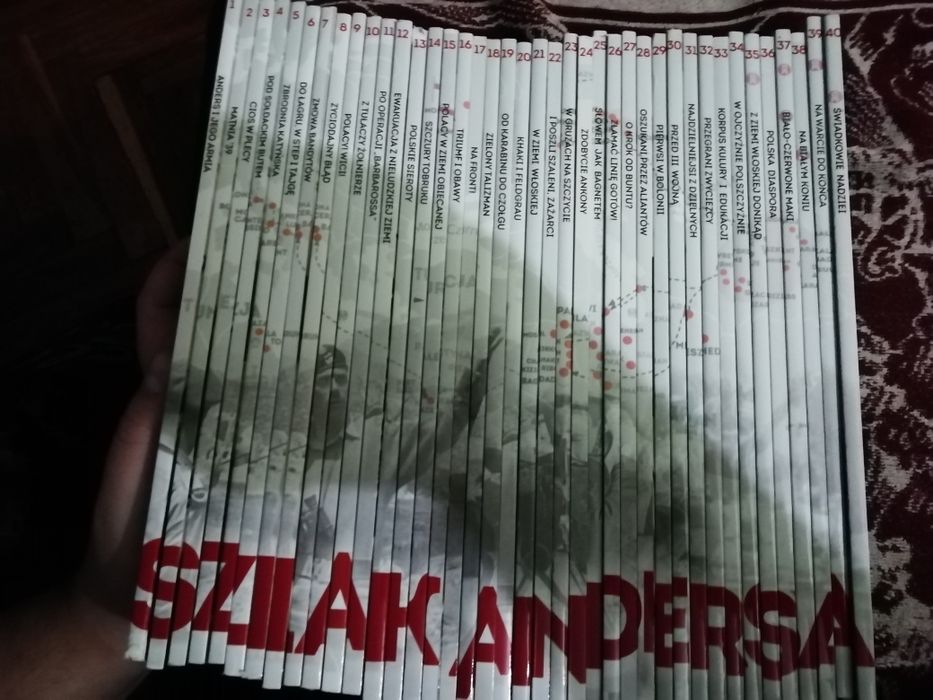 1 ANDERS I JEGO ARMIA
2 MATNIA '39
3 CIOS W PLECY
4 POD SOŁDACKIM BUTEM
5 ZBRODNIA KATYŃSKA
6 DO ŁAGRU, W STEP I TAJGĘ
7 ZMOWA BANDYTÓW
8 ŻYCIODAJNY BŁĄD
9 POLACY! WICI!
10 Z TUŁACZY ŻOŁNIERZE
11 PO OPERACJI „BARBAROSSA"
12 EWAKUACJA Z NIELUDZKIEJ ZIEMI
13 POLSKIE SIEROTY
14 SZCZURY TOBRUKU
15 POLACY W ZIEMI OBIECANEJ
16 TRIUMF I OBAWY
17 NA FRONT!
18 ZIELONY TALIZMAN
19 OD KARABINU DO CZOŁGU
20 KHAKI I FELDGRAU
21 W ZIEMI WŁOSKIEJ
22 I POSZLI SZALENI ZAŻARCI
23 W GRUZACH NA SZCZYCIE
24 ZDOBYCIE ANKONY
25 SŁOWEM JAK BAGNETEM
26 ZŁAMAĆ LINIĘ GOTÓW!
27 O KROK OD BUNTU?
28 OSZUKANI PRZEZ ALIANTÓW
29 PIERWSI W BOLONII
30 PRZED III WOJNĄ
31 NAJDZIELNIEJSI Z DZIELNYCH
32 PRZEGRANI ZWYCIĘZCY
33 KORPUS KULURY I EDUKACJI
34 W OJCZYŹNIE POLSZCZYŹNIE
35 Z ZIEMI WŁOSKIEJ DONIKĄD
36 POLSKA DIASPORA
37 BIAŁO-CZERWONE MAKI
38 NA BIAŁYM KONIU
39 NA WARCIE DO KOŃCA
40 ŚWIADKOWIE NADZIEI
BAGDAD
SZLAK ANDERSA